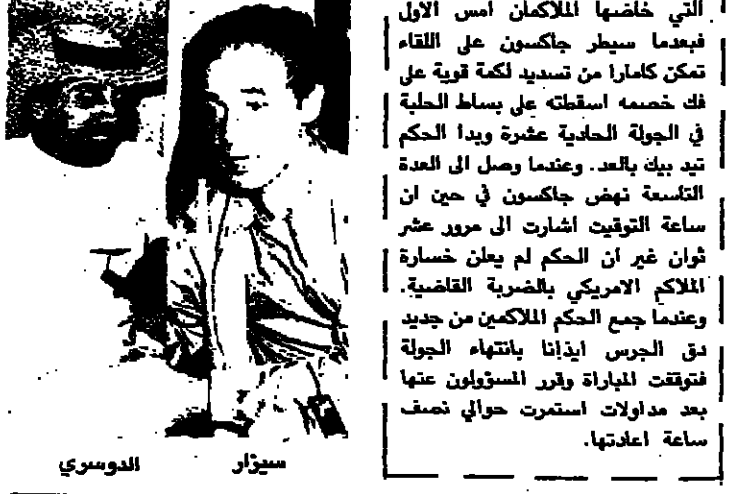 التي خاضها الملاكمان امس الاول
فبعدما سيطر جاكسون على اللقاء
تمكن كامارا من تسديد لكمة قوية على
فك خصمه اسقطته على بساط الحلبة
في الجولة الحادية عشرة وبدا الحكم
تيد بيك بالعد. وعندما وصل الى العدة
التاسعة نهض جاكسون في حين ان
ساعة التوقيت اشارت الى مرور عشر
ثوان غير ان الحكم لم يعلن خسارة
الملاكم الامريكي بالضربة القاضية.
وعندما جمع الحكم الملاكمين من جديد
دق الجرس ايذانا بانتهاء الجولة
فتوقفت المباراة وقرر المسؤولون عنها
بعد مداولات استمرت حوالي نصف
ساعة اعادتها.
سيزار
الدوسري